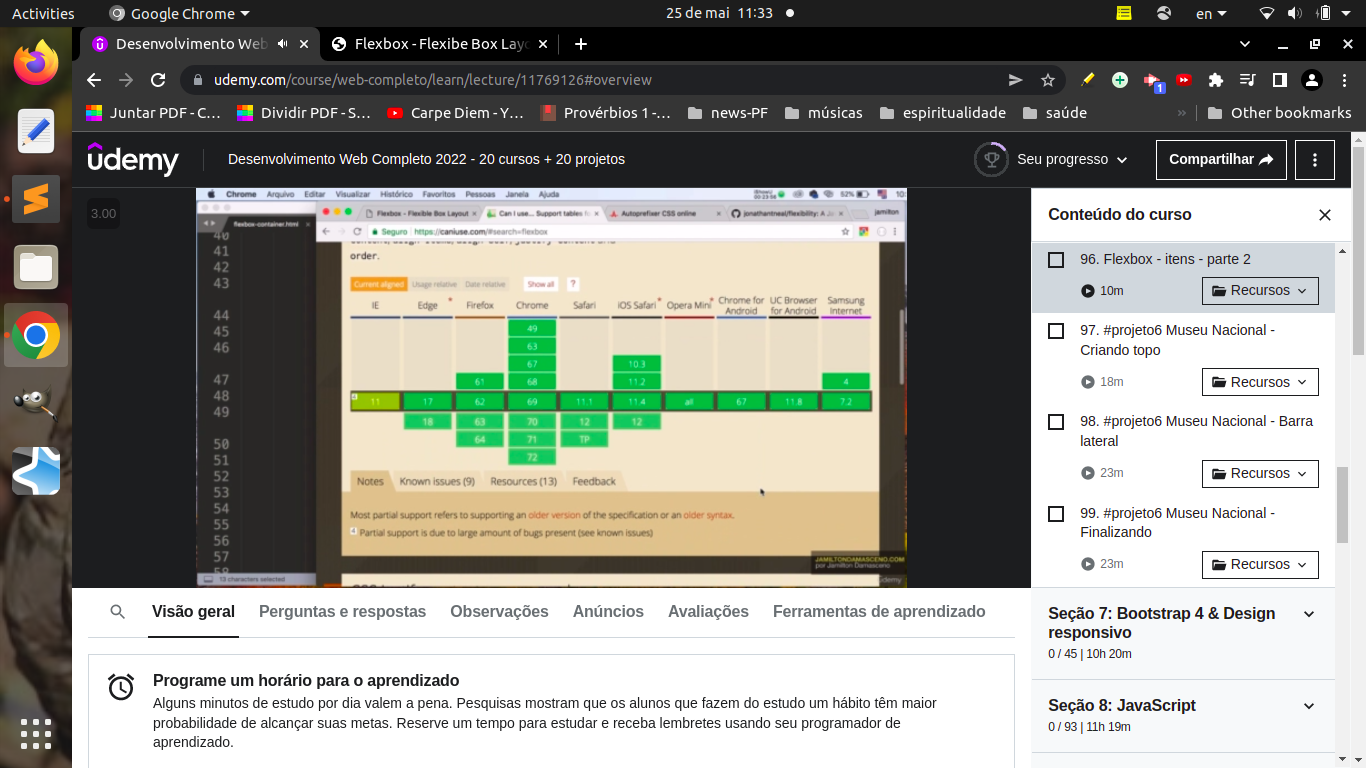 Activities
Google Chrome
25 de mai 11:33
en
Desenvolvimento Web
Flexbox - Flexibe Box Layo
udemy.com/course/web-completo/learn/lecture/11769126#overview
1
Juntar PDF - C…
Dividir PDF - S…
Carpe Diem - Y…
Provérbios 1 -…
news-PF
músicas
espiritualidade
saúde
»
Other bookmarks
udemy
Desenvolvimento Web Completo 2022 - 20 cursos + 20 projetos
Seu progresso
Compartilhar
3.00
Chrome Arquivo Editar Visualizar Histórico Favoritos Pessoas Janela Ajuda
52%
flexbox-container.html
Flexbox - Flexible Box Layout
Can I use... Support tables fo
Autoprefixer CSS online
jonathantneal/flexibility: A Ja
jamilton
Seguro
https://caniuse.com/#search=flexbox
40
41
42
43
44
45
46
47
48
49
50
51
52
53
54
55
56
57
58
order.
Current aligned Usage relative Date relative Show all ?
IE Edge Firefox Chrome Safari iOS Safari Opera Mini Chrome for Android UC Browser for Android Samsung Internet
49
63
67 10.3
61 68 11.2 4
11 17 62 69 11.1 11.4 all 67 11.8 7.2
18 63 70 12 12
64 71 TP
72
Notes Known issues (9) Resources (13) Feedback
Most partial support refers to supporting an older version of the specification or an older syntax.
4 Partial support is due to large amount of bugs present (see known issues)
JAMILTONDAMASCENO.COM
por Jamilton Damasceno
13 characters selected
Udemy
Conteúdo do curso
96. Flexbox - itens - parte 2
10m
Recursos
97. #projeto6 Museu Nacional -
Criando topo
18m
Recursos
98. #projeto6 Museu Nacional - Barra
lateral
23m
Recursos
99. #projeto6 Museu Nacional -
Finalizando
23m
Recursos
Seção 7: Bootstrap 4 & Design
responsivo
0 / 45 | 10h 20m
Seção 8: JavaScript
0 / 93 | 11h 19m
Visão geral
Perguntas e respostas
Observações
Anúncios
Avaliações
Ferramentas de aprendizado
Programe um horário para o aprendizado
Alguns minutos de estudo por dia valem a pena. Pesquisas mostram que os alunos que fazem do estudo um hábito têm maior
probabilidade de alcançar suas metas. Reserve um tempo para estudar e receba lembretes usando seu programador de
aprendizado.